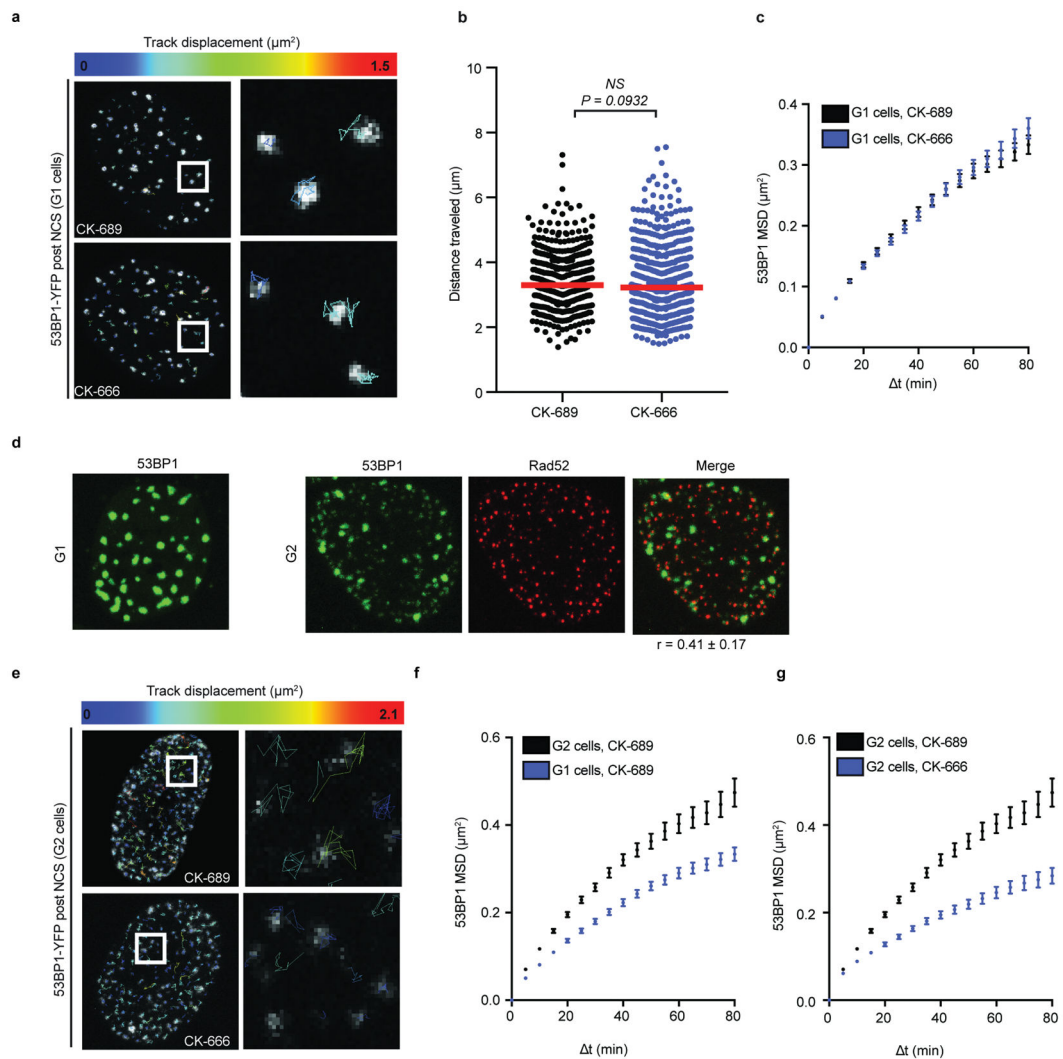 a
Track displacement (µm²)
0
1.5
53BP1-YFP post NCS (G1 cells)
CK-689
CK-666
b
NS
P = 0.0932
Distance traveled (µm)
10
8
6
4
2
0
CK-689
CK-666
c
G1 cells, CK-689
G1 cells, CK-666
53BP1 MSD (µm²)
0.4
0.3
0.2
0.1
0.0
0
20
40
60
80
Δt (min)
d
53BP1
G1
53BP1
Rad52
Merge
G2
r = 0.41 ± 0.17
e
Track displacement (µm²)
0
2.1
53BP1-YFP post NCS (G2 cells)
CK-689
CK-666
f
G2 cells, CK-689
G1 cells, CK-689
53BP1 MSD (µm²)
0.6
0.4
0.2
0.0
0
20
40
60
80
Δt (min)
g
G2 cells, CK-689
G2 cells, CK-666
53BP1 MSD (µm²)
0.6
0.4
0.2
0.0
0
20
40
60
80
Δt (min)